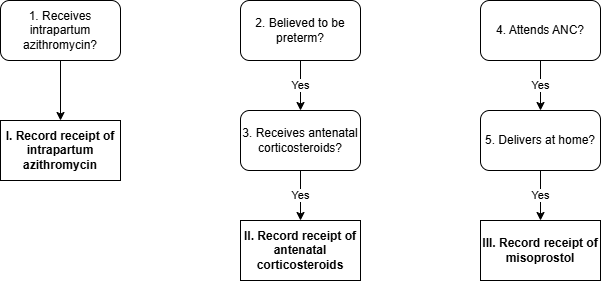 1. Receives
intrapartum
azithromycin?
I. Record receipt of
intrapartum
azithromycin
2. Believed to be
preterm?
Yes
3. Receives antenatal
corticosteroids?
Yes
II. Record receipt of
antenatal
corticosteroids
4. Attends ANC?
Yes
5. Delivers at home?
Yes
III. Record receipt of
misoprostol